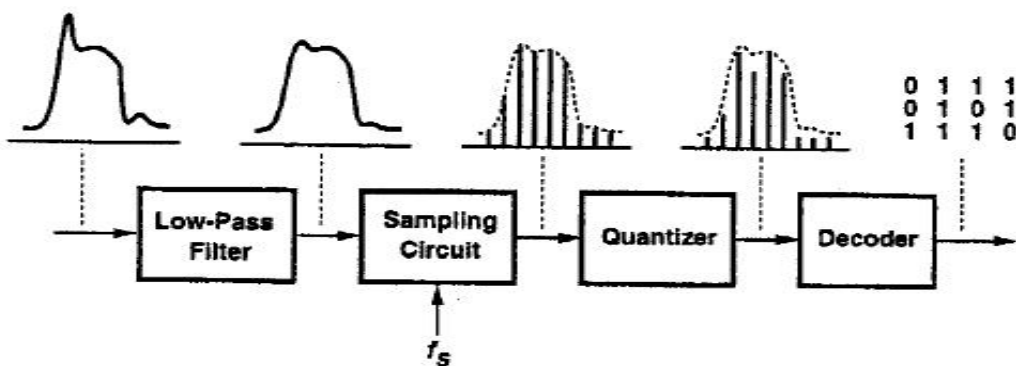 0 1 1 1
0 1 0 1
1 1 1 0
Low-Pass
Filter
Sampling
Circuit
Quantizer
Decoder
fs